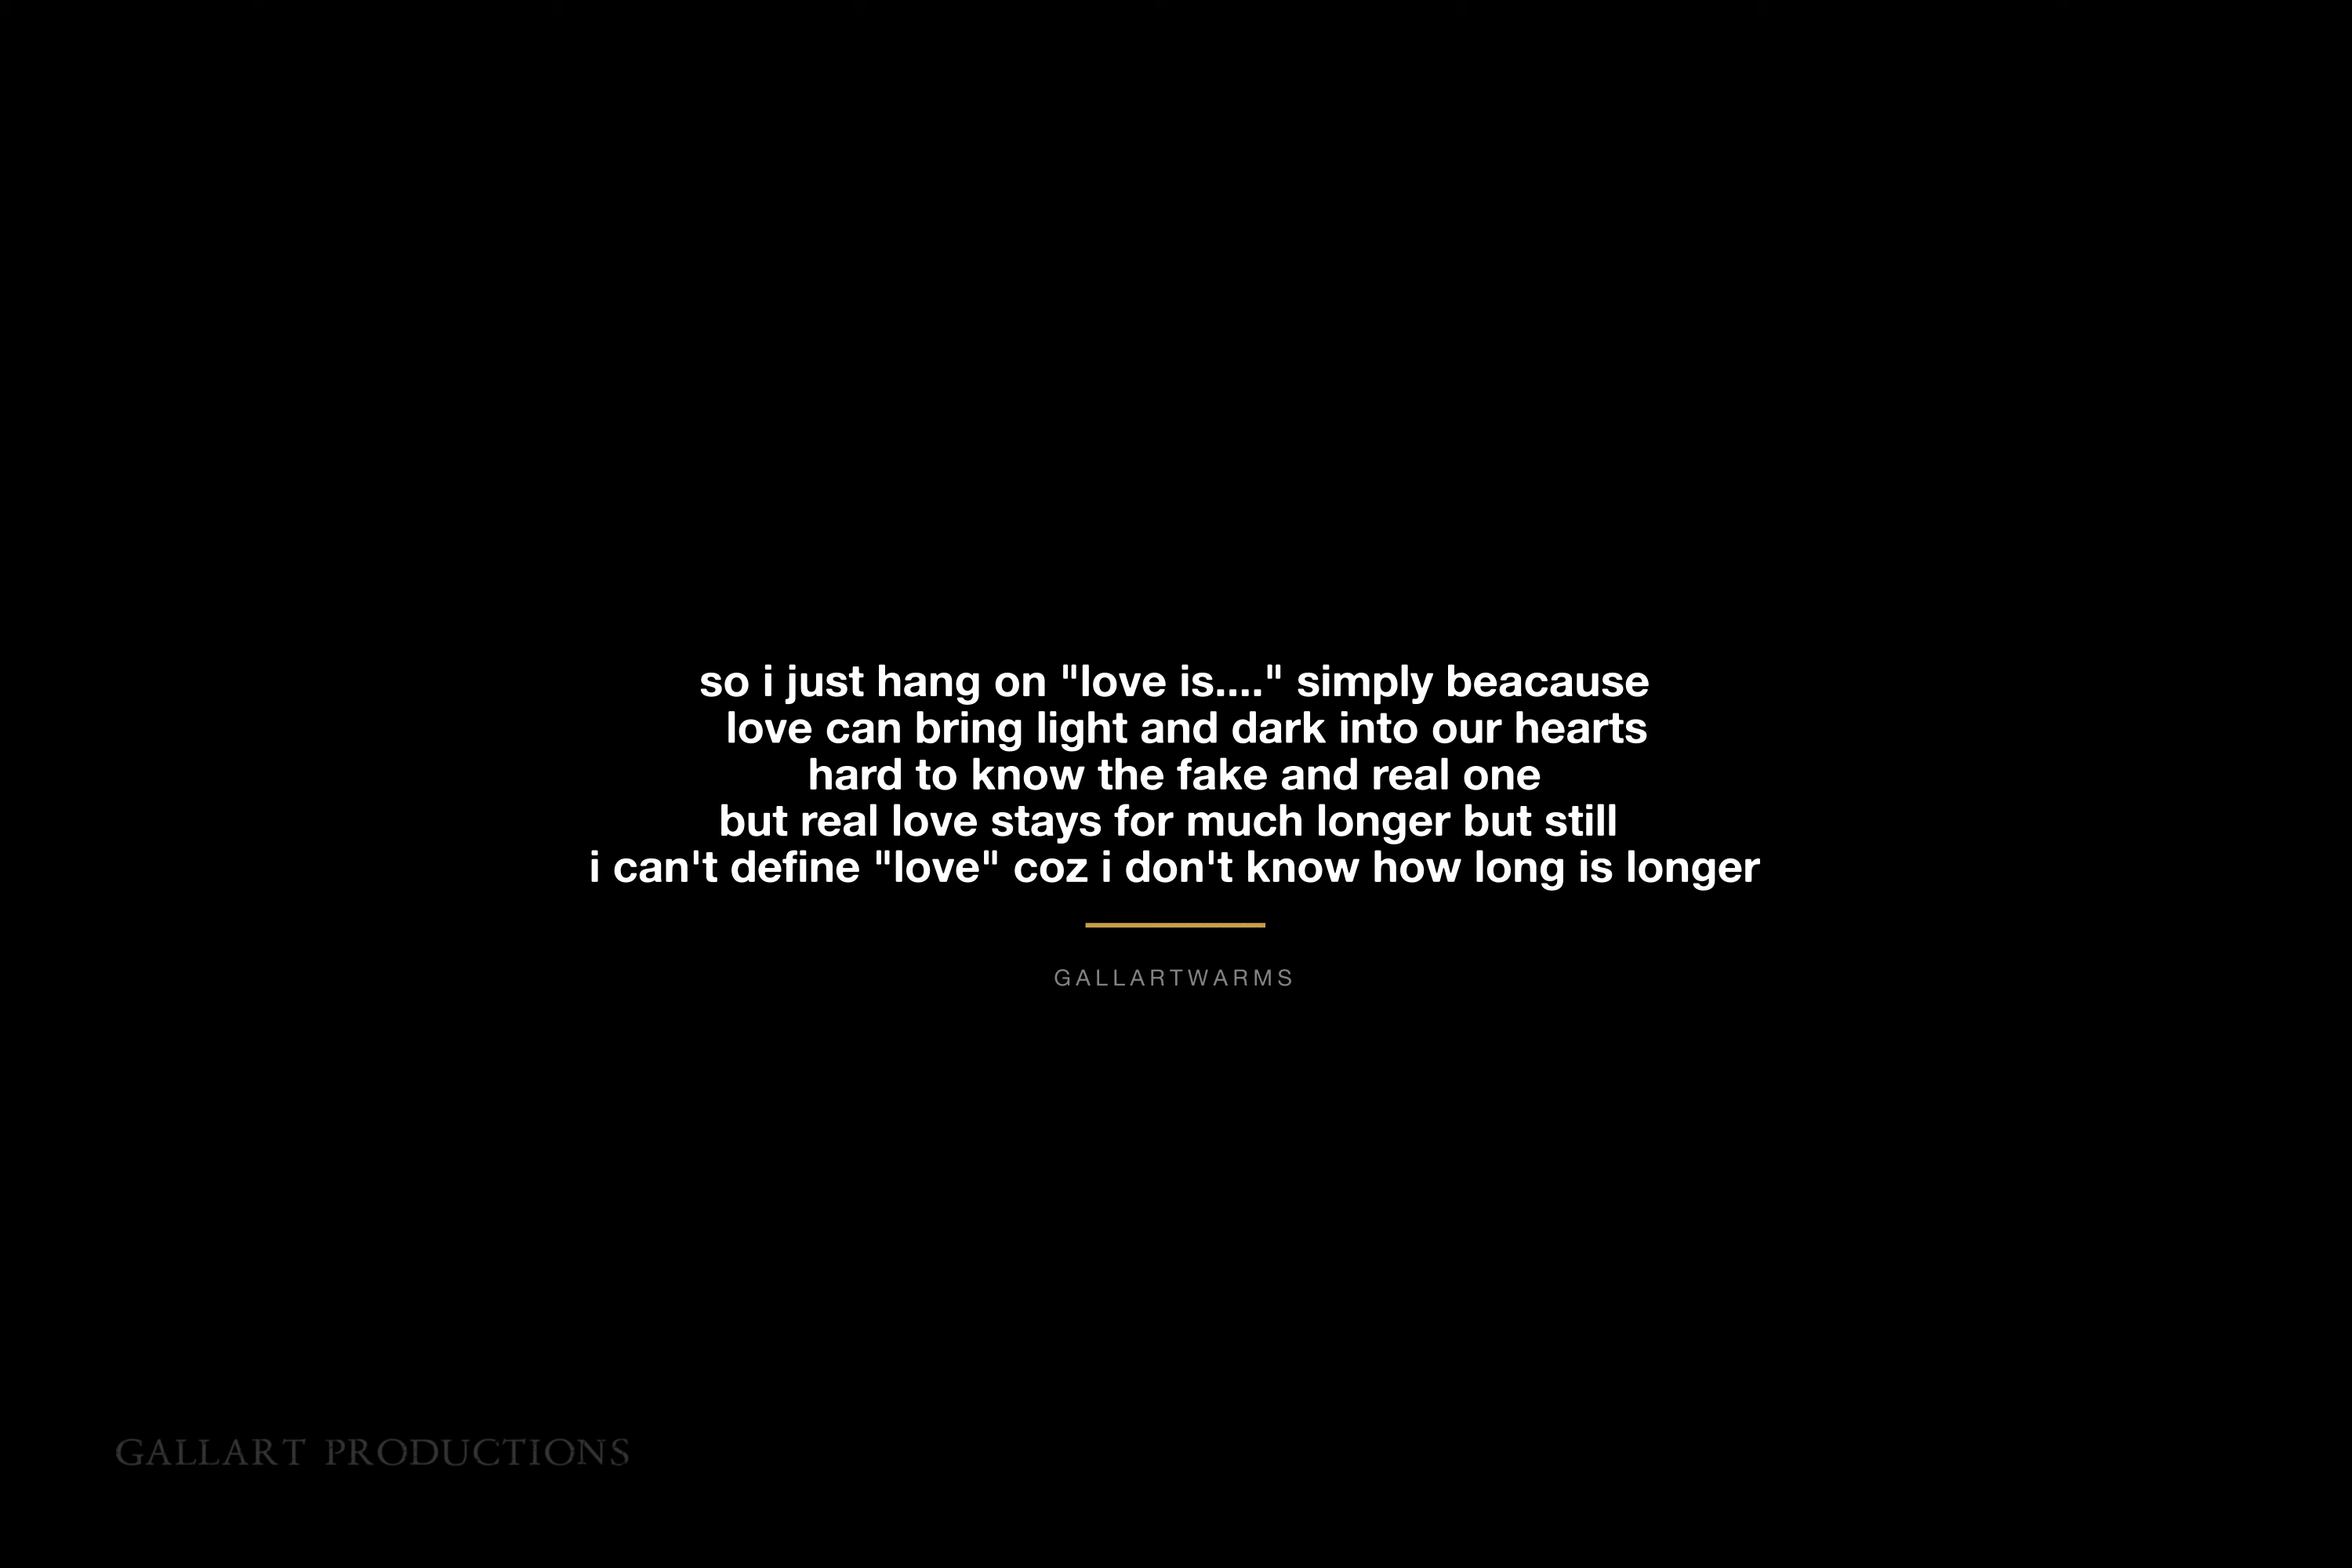 so i just hang on "love is...." simply beacause
love can bring light and dark into our hearts
hard to know the fake and real one
but real love stays for much longer but still
i can't define "love" coz i don't know how long is longer
GALLARTWARMS
GALLART PRODUCTIONS